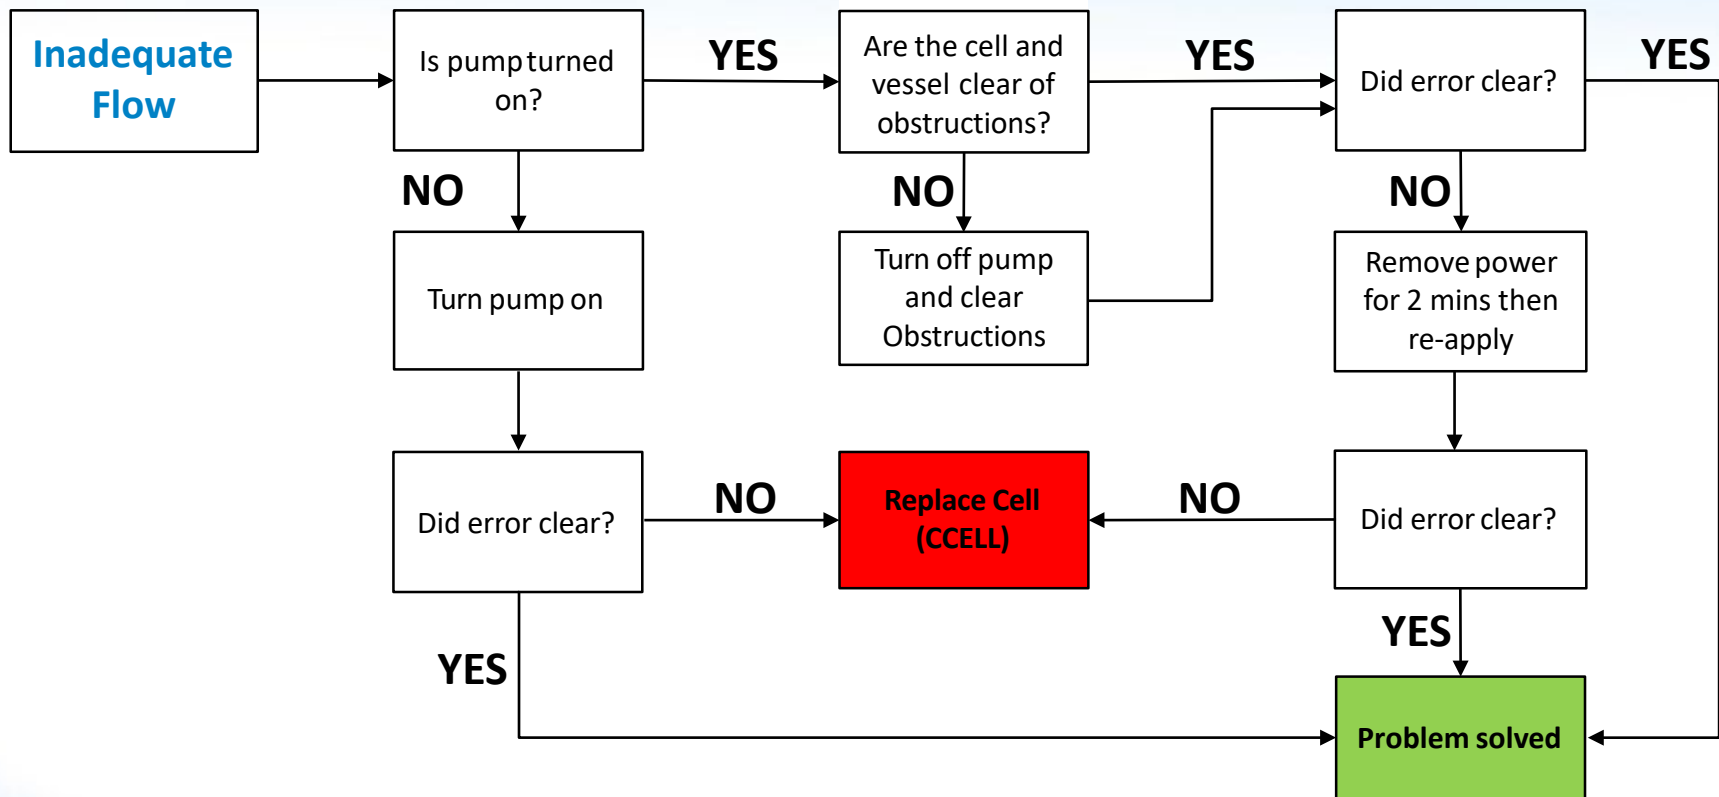 Inadequate
Flow
Is pump turned
on?
YES
Are the cell and
vessel clear of
obstructions?
YES
Did error clear?
YES
NO
NO
NO
Turn pump on
Turn off pump
and clear
Obstructions
Remove power
for 2 mins then
re-apply
Did error clear?
NO
Replace Cell
(CCELL)
NO
Did error clear?
YES
YES
Problem solved